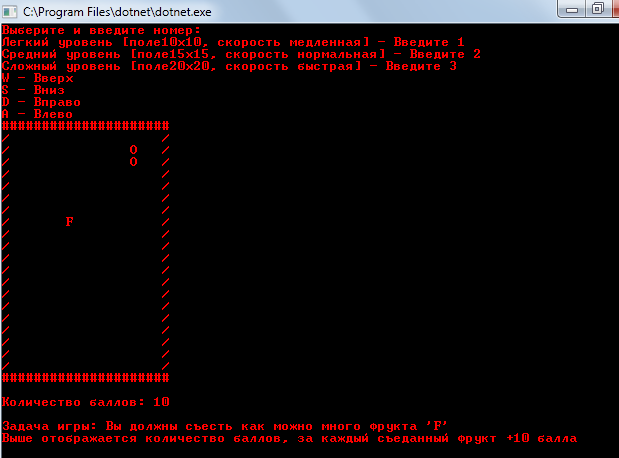 C:\Program Files\dotnet\dotnet.exe
Выберите и введите номер:
Легкий уровень [поле10x10, скорость медленная] - Введите 1
Средний уровень [поле15x15, скорость нормальная] - Введите 2
Сложный уровень [поле20x20, скорость быстрая] - Введите 3
W - Вверх
S - Вниз
D - Вправо
A - Влево
#####################
/                   /
/               O   /
/               O   /
/                   /
/                   /
/                   /
/                   /
/       F           /
/                   /
/                   /
/                   /
/                   /
/                   /
/                   /
/                   /
/                   /
/                   /
/                   /
/                   /
/                   /
#####################
Количество баллов: 10
Задача игры: Вы должны съесть как можно много фрукта 'F'
Выше отображается количество баллов, за каждый съеданный фрукт +10 балла